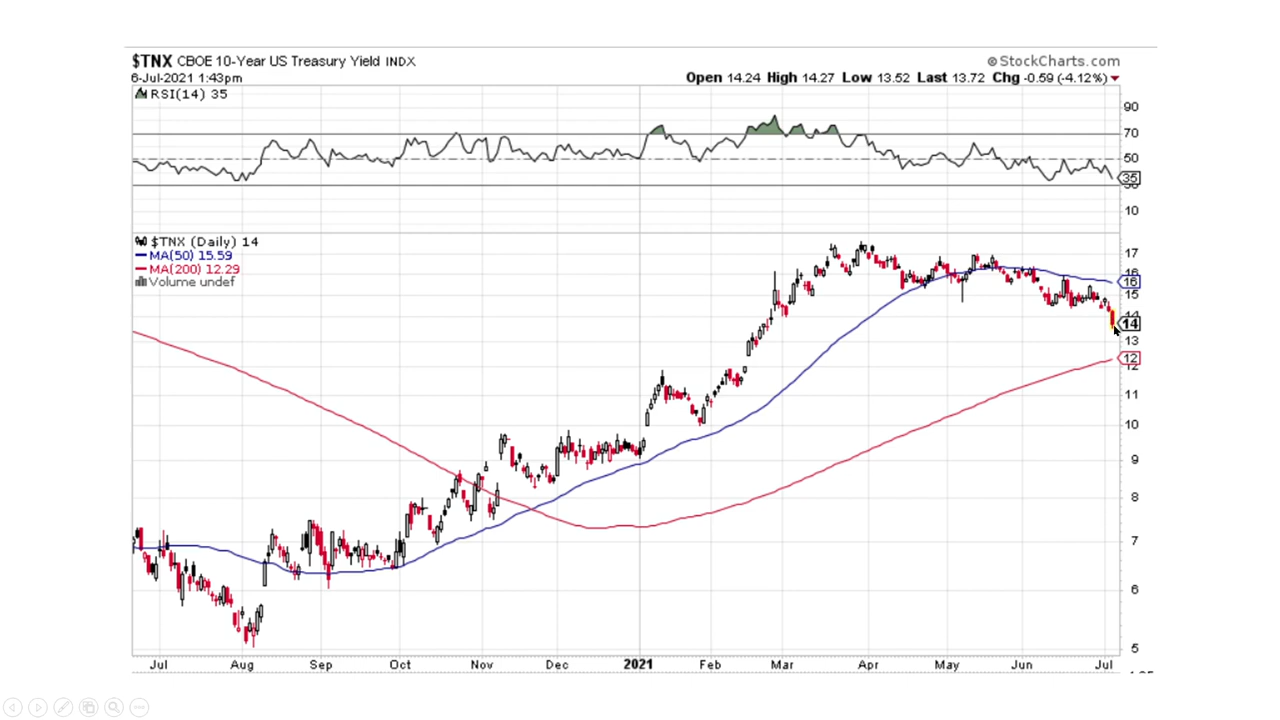 $TNX CBOE 10-Year US Treasury Yield INDX
© StockCharts.com
6-Jul-2021 1:43pm
Open 14.24 High 14.27 Low 13.52 Last 13.72 Chg -0.59 (-4.12%)
RSI(14) 35
90
70
50
35
30
10
$TNX (Daily) 14
MA(50) 15.59
MA(200) 12.29
Volume undef
17
16
16
15
14
14
13
12
12
11
10
9
8
7
6
5
Jul Aug Sep Oct Nov Dec 2021 Feb Mar Apr May Jun Jul